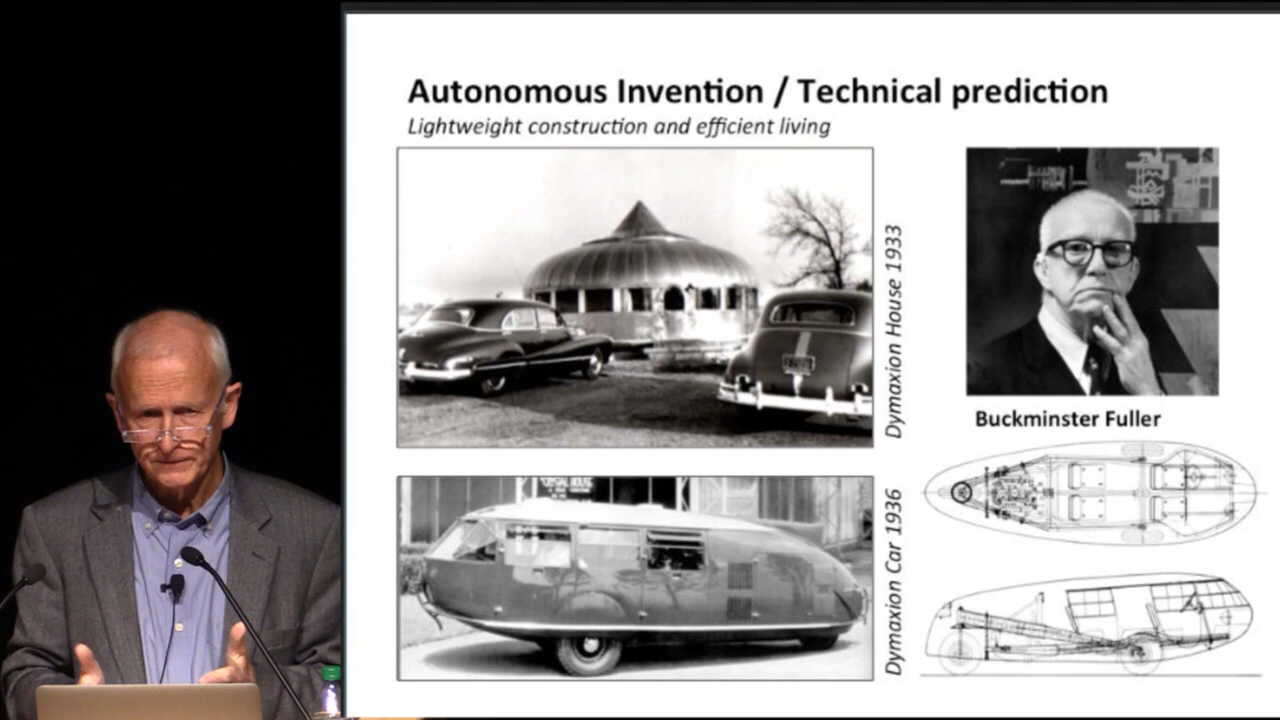 Autonomous Invention / Technical prediction
Lightweight construction and efficient living
Dymaxion House 1933
Buckminster Fuller
Dymaxion Car 1936